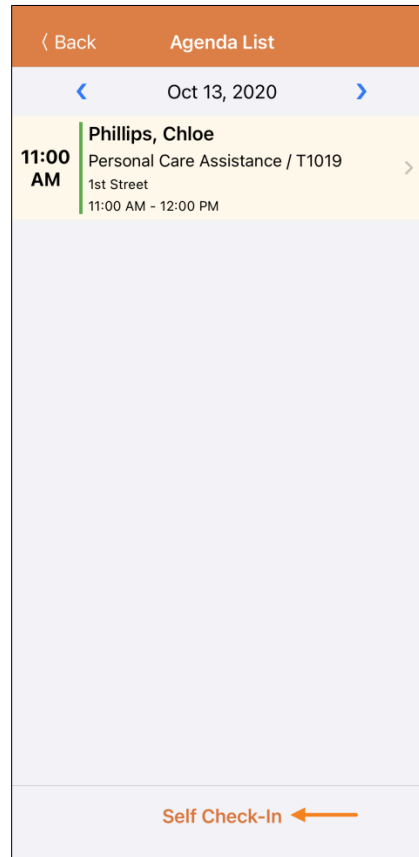 Back
Agenda List
Oct 13, 2020
Phillips, Chloe
11:00 AM
Personal Care Assistance / T1019
1st Street
11:00 AM - 12:00 PM
Self Check-In